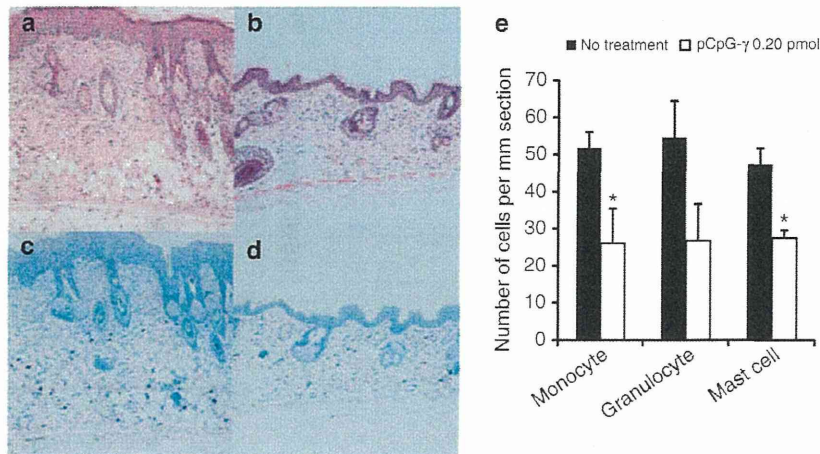 a
b
c
d
e
■ No treatment □ pCpG-γ 0.20 pmol
Number of cells per mm section
70
60
50
40
30
20
10
0
*
*
Monocyte
Granulocyte
Mast cell